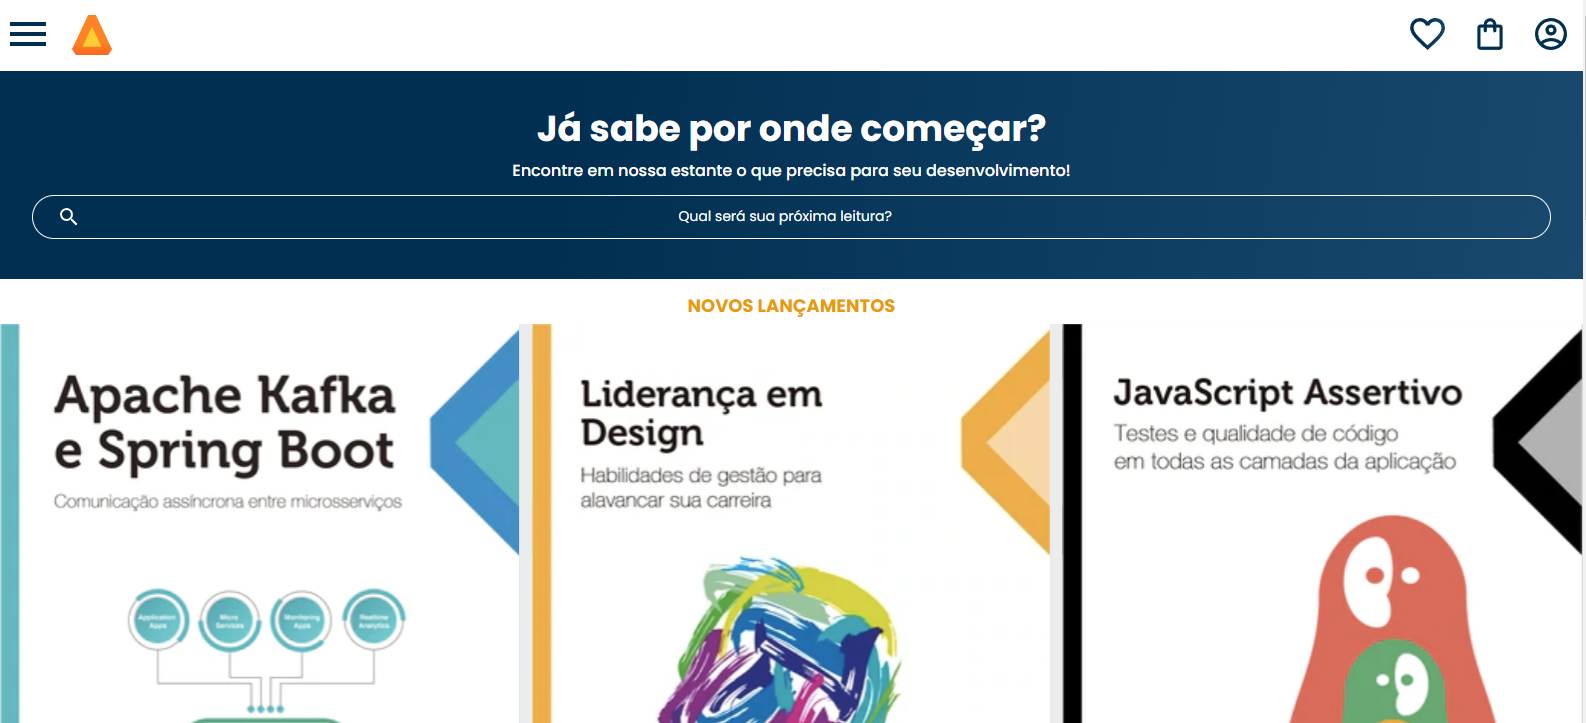 Já sabe por onde começar?
Encontre em nossa estante o que precisa para seu desenvolvimento!
Qual será sua próxima leitura?
NOVOS LANÇAMENTOS
Apache Kafka
e Spring Boot
Comunicação assíncrona entre microsserviços
Application
Apps
Micro
Services
Monitoring
Apps
Realtime
Analytics
Liderança em
Design
Habilidades de gestão para
alavancar sua carreira
JavaScript Assertivo
Testes e qualidade de código
em todas as camadas da aplicação